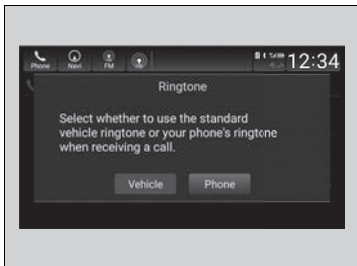 Phone Navi FM 12:34
Ringtone
Select whether to use the standard
vehicle ringtone or your phone's ringtone
when receiving a call.
Vehicle Phone